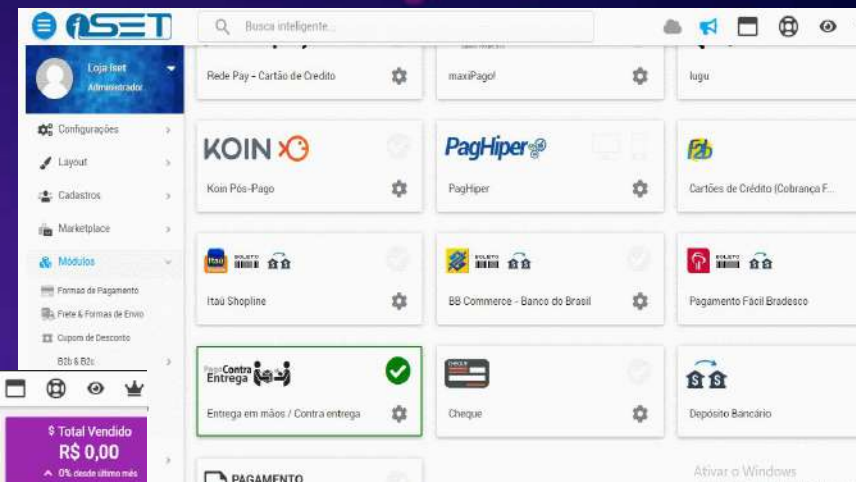 iSET
Busca inteligente...
Loja Iset
Administrador
Configurações
Layout
Cadastros
Marketplace
Módulos
Formas de Pagamento
Frete & Formas de Envio
Cupom de Desconto
B2b & B2c
$ Total Vendido
R$ 0,00
0% desde último mês
Rede Pay - Cartão de Credito
maxiPago!
Iugu
KOIN
Koin Pós-Pago
PagHiper
PagHiper
F2b
Cartões de Crédito (Cobrança F...
Itaú
BOLETO
Itaú Shopline
BOLETO
BB Commerce - Banco do Brasil
BOLETO
Pagamento Fácil Bradesco
Contra
Entrega
Entrega em mãos / Contra entrega
CHEQUE
Cheque
Depósito Bancário
PAGAMENTO
Ativar o Windows